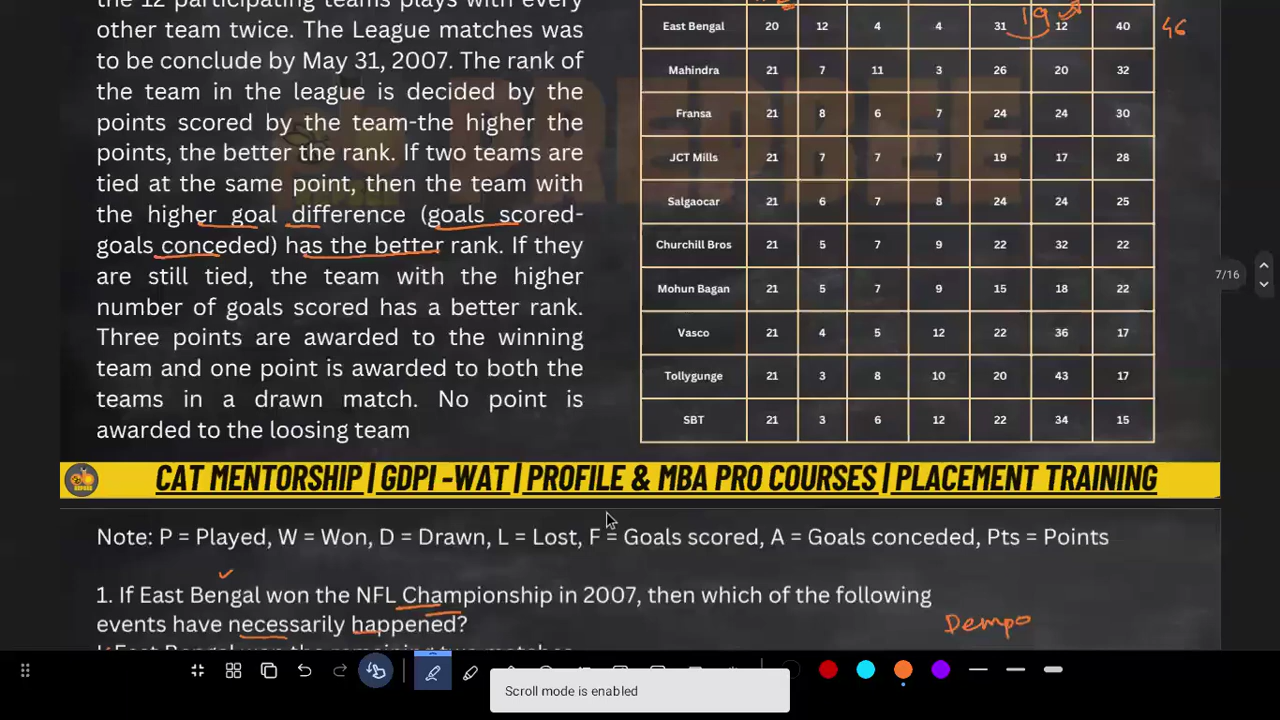 the 12 participating teams plays with every
other team twice. The League matches was
to be conclude by May 31, 2007. The rank of
the team in the league is decided by the
points scored by the team-the higher the
points, the better the rank. If two teams are
tied at the same point, then the team with
the higher goal difference (goals scored-
goals conceded) has the better rank. If they
are still tied, the team with the higher
number of goals scored has a better rank.
Three points are awarded to the winning
team and one point is awarded to both the
teams in a drawn match. No point is
awarded to the loosing team
19
East Bengal 20 12 4 4 31 12 40 46
Mahindra 21 7 11 3 26 20 32
Fransa 21 8 6 7 24 24 30
JCT Mills 21 7 7 7 19 17 28
Salgaocar 21 6 7 8 24 24 25
Churchill Bros 21 5 7 9 22 32 22
Mohun Bagan 21 5 7 9 15 18 22
Vasco 21 4 5 12 22 36 17
Tollygunge 21 3 8 10 20 43 17
SBT 21 3 6 12 22 34 15
PREPBEE
7/16
CAT MENTORSHIP | GDPI -WAT | PROFILE & MBA PRO COURSES | PLACEMENT TRAINING
Note: P = Played, W = Won, D = Drawn, L = Lost, F = Goals scored, A = Goals conceded, Pts = Points
1. If East Bengal won the NFL Championship in 2007, then which of the following
events have necessarily happened?
Dempo
East Bengal won the remaining two matches
Scroll mode is enabled